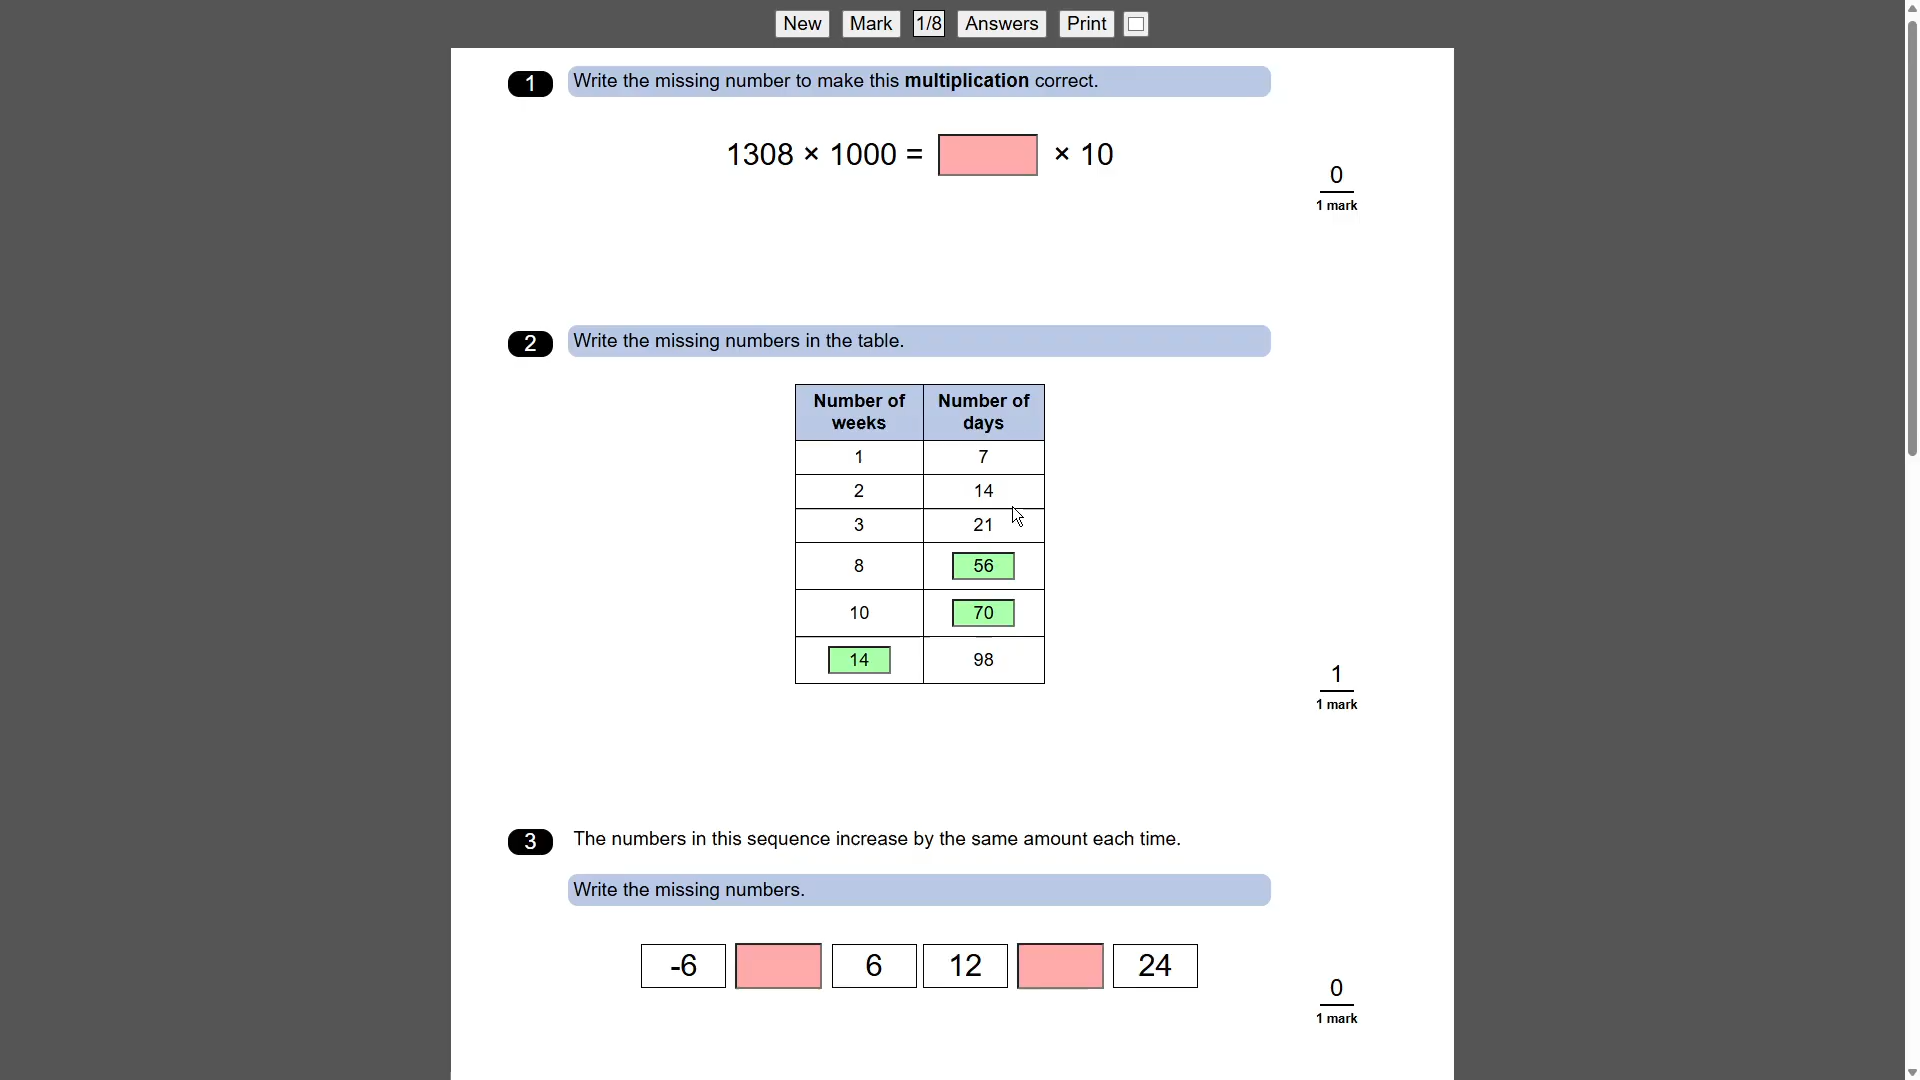 New Mark 1/8 Answers Print
1 Write the missing number to make this multiplication correct.
1308 × 1000 = × 10
0
1 mark
2 Write the missing numbers in the table.
Number of weeks Number of days
1 7
2 14
3 21
8 56
10 70
14 98
1
1 mark
3 The numbers in this sequence increase by the same amount each time.
Write the missing numbers.
-6 6 12 24
0
1 mark